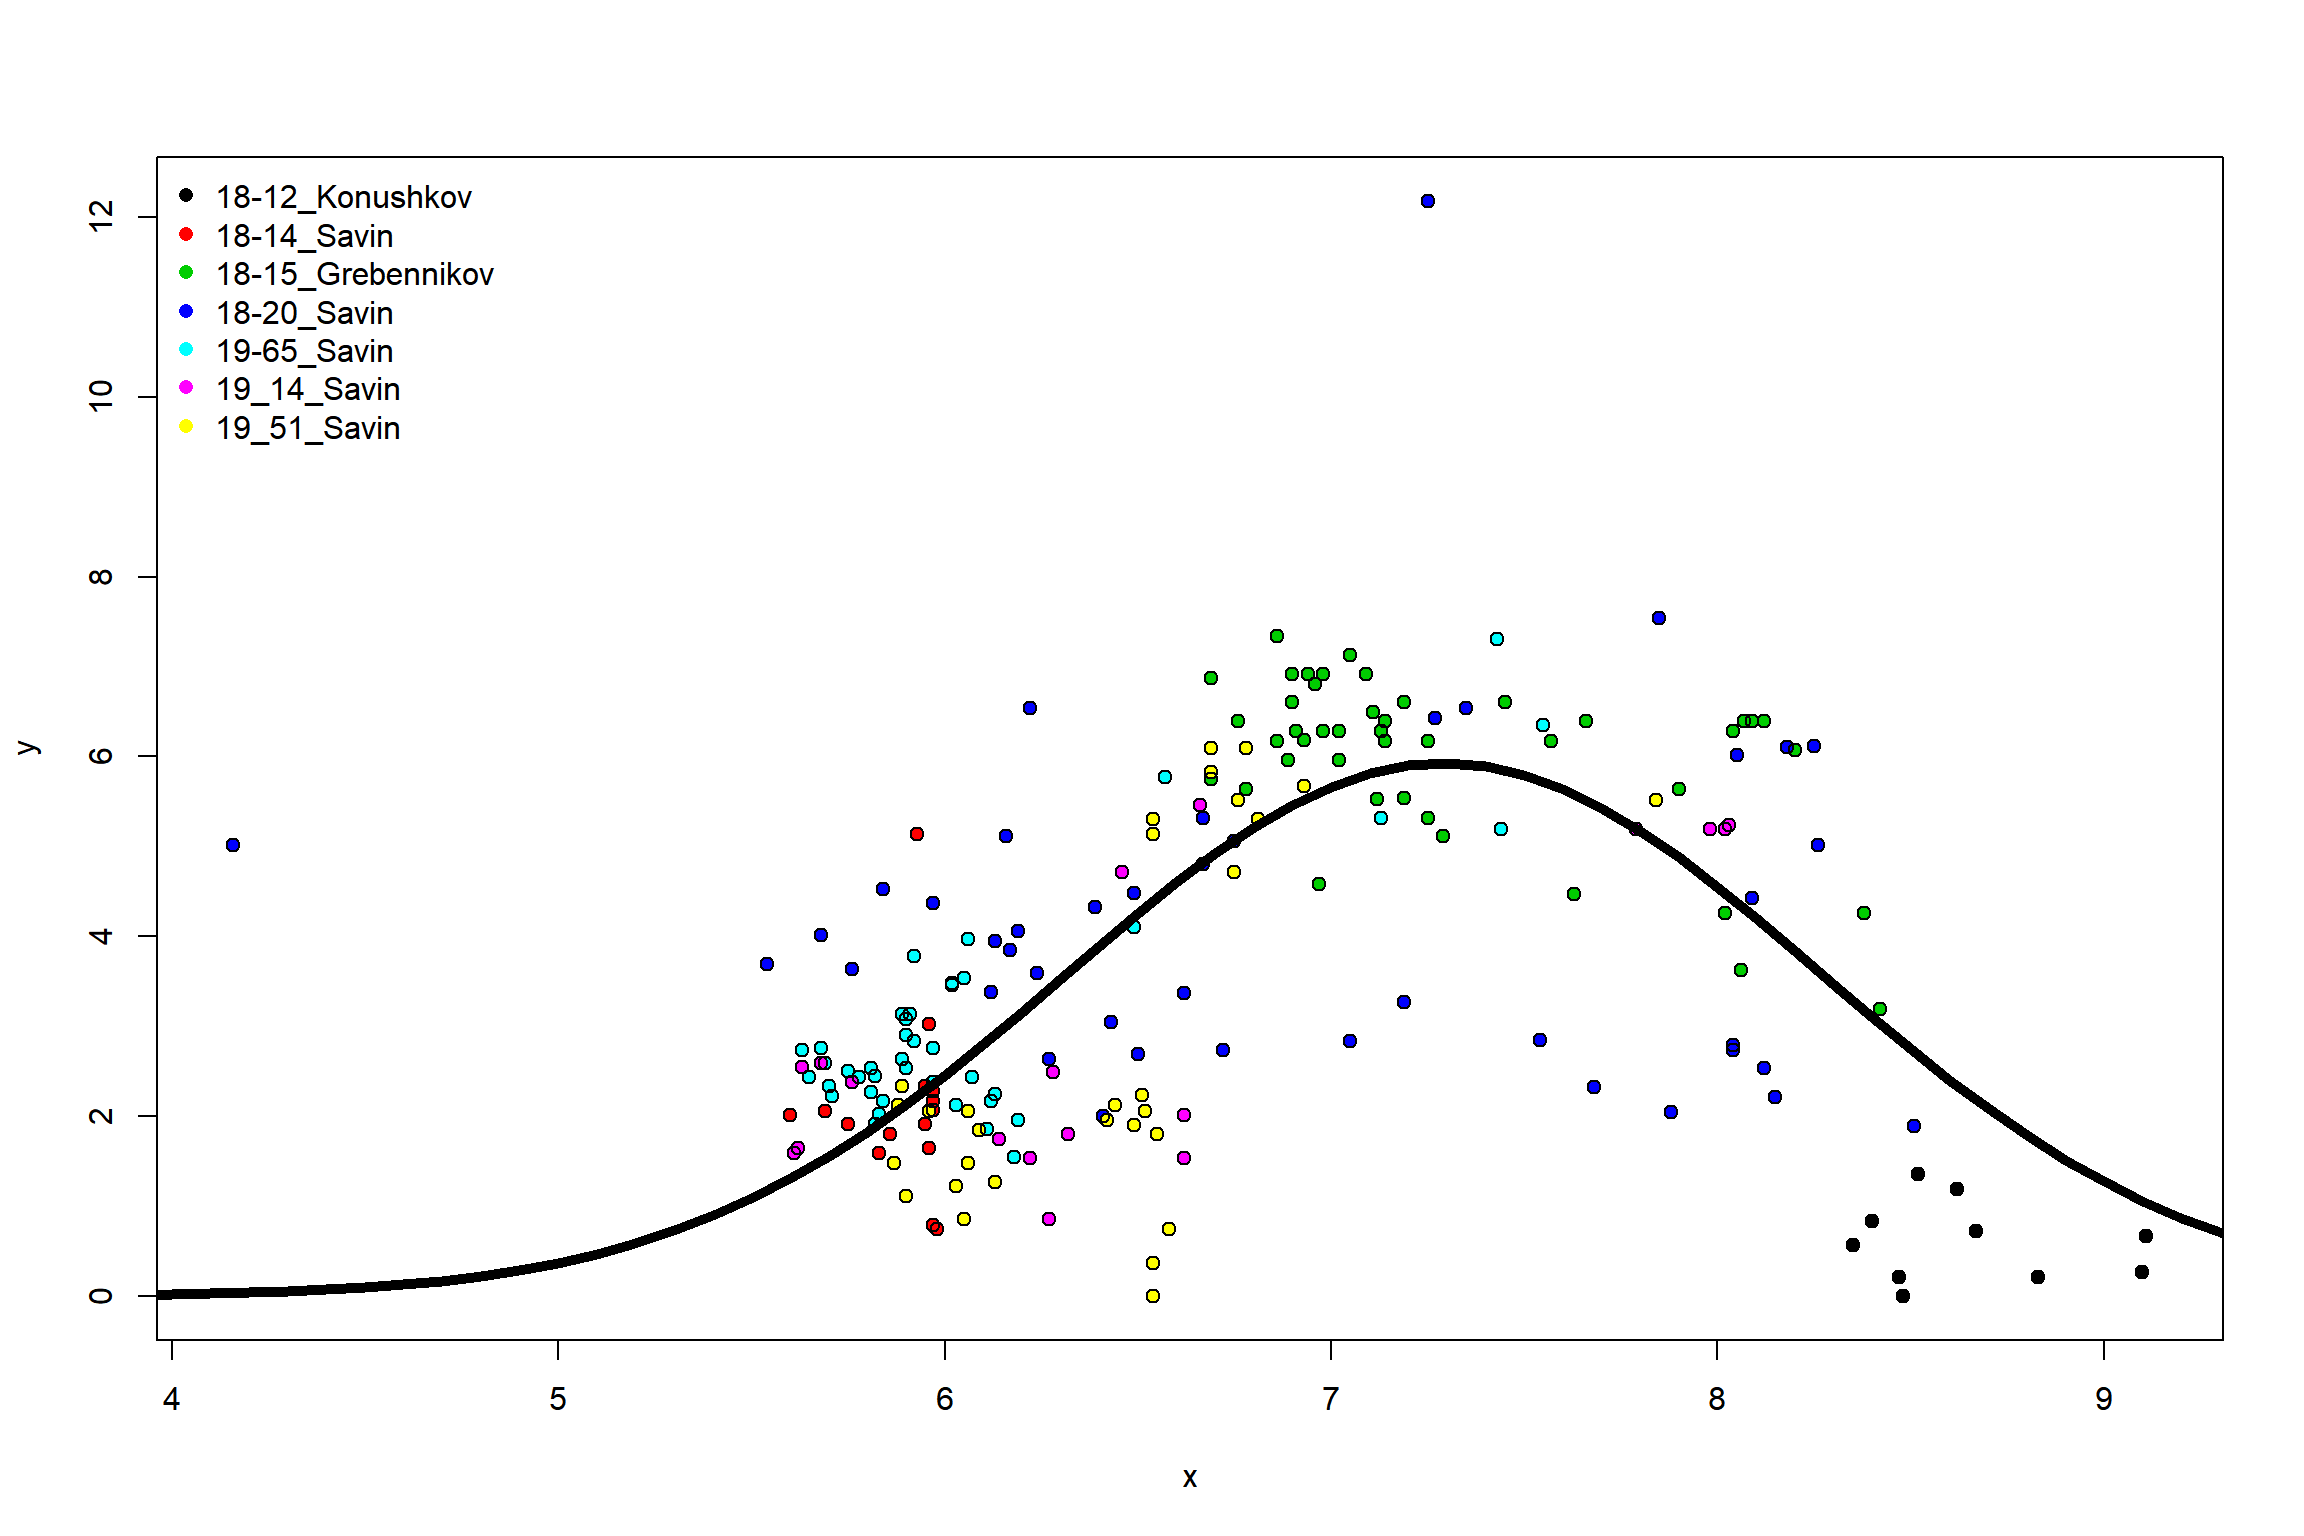 18-12_Konushkov
18-14_Savin
18-15_Grebennikov
18-20_Savin
19-65_Savin
19_14_Savin
19_51_Savin
12
10
8
6
4
2
0
y
4 5 6 7 8 9
x